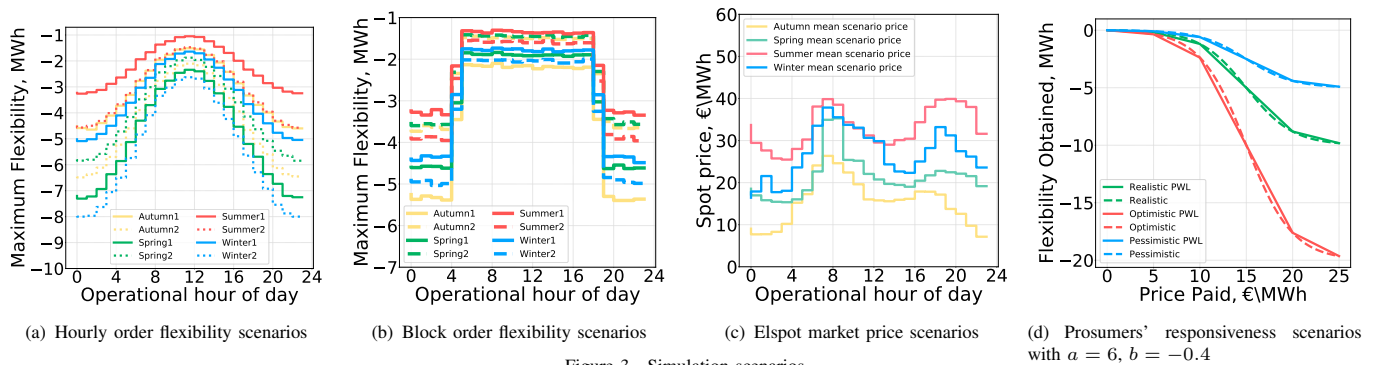 Maximum Flexibility, MWh
−1
−2
−3
−4
−5
−6
−7
−8
−9
−10
0 4 8 12 16 20 24
Operational hour of day
Autumn1
Autumn2
Spring1
Spring2
Summer1
Summer2
Winter1
Winter2
(a) Hourly order flexibility scenarios
Maximum Flexibility, MWh
−1
−2
−3
−4
−5
−6
−7
0 4 8 12 16 20 24
Operational hour of day
Autumn1
Autumn2
Spring1
Spring2
Summer1
Summer2
Winter1
Winter2
(b) Block order flexibility scenarios
Spot price, €\MWh
60
50
40
30
20
10
0
0 4 8 12 16 20 24
Operational hour of day
Autumn mean scenario price
Spring mean scenario price
Summer mean scenario price
Winter mean scenario price
(c) Elspot market price scenarios
Flexibility Obtained, MWh
0
−5
−10
−15
−20
0 5 10 15 20 25
Price Paid, €\MWh
Realistic PWL
Realistic
Optimistic PWL
Optimistic
Pessimistic PWL
Pessimistic
(d) Prosumers' responsiveness scenarios
with a = 6, b = −0.4
Figure 3. Simulation scenarios